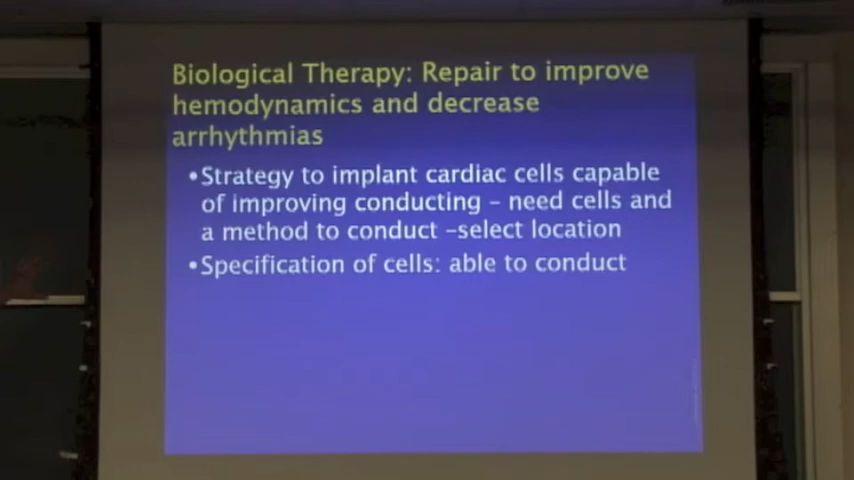 Biological Therapy: Repair to improve
hemodynamics and decrease
arrhythmias
•Strategy to implant cardiac cells capable
of improving conducting – need cells and
a method to conduct –select location
•Specification of cells: able to conduct